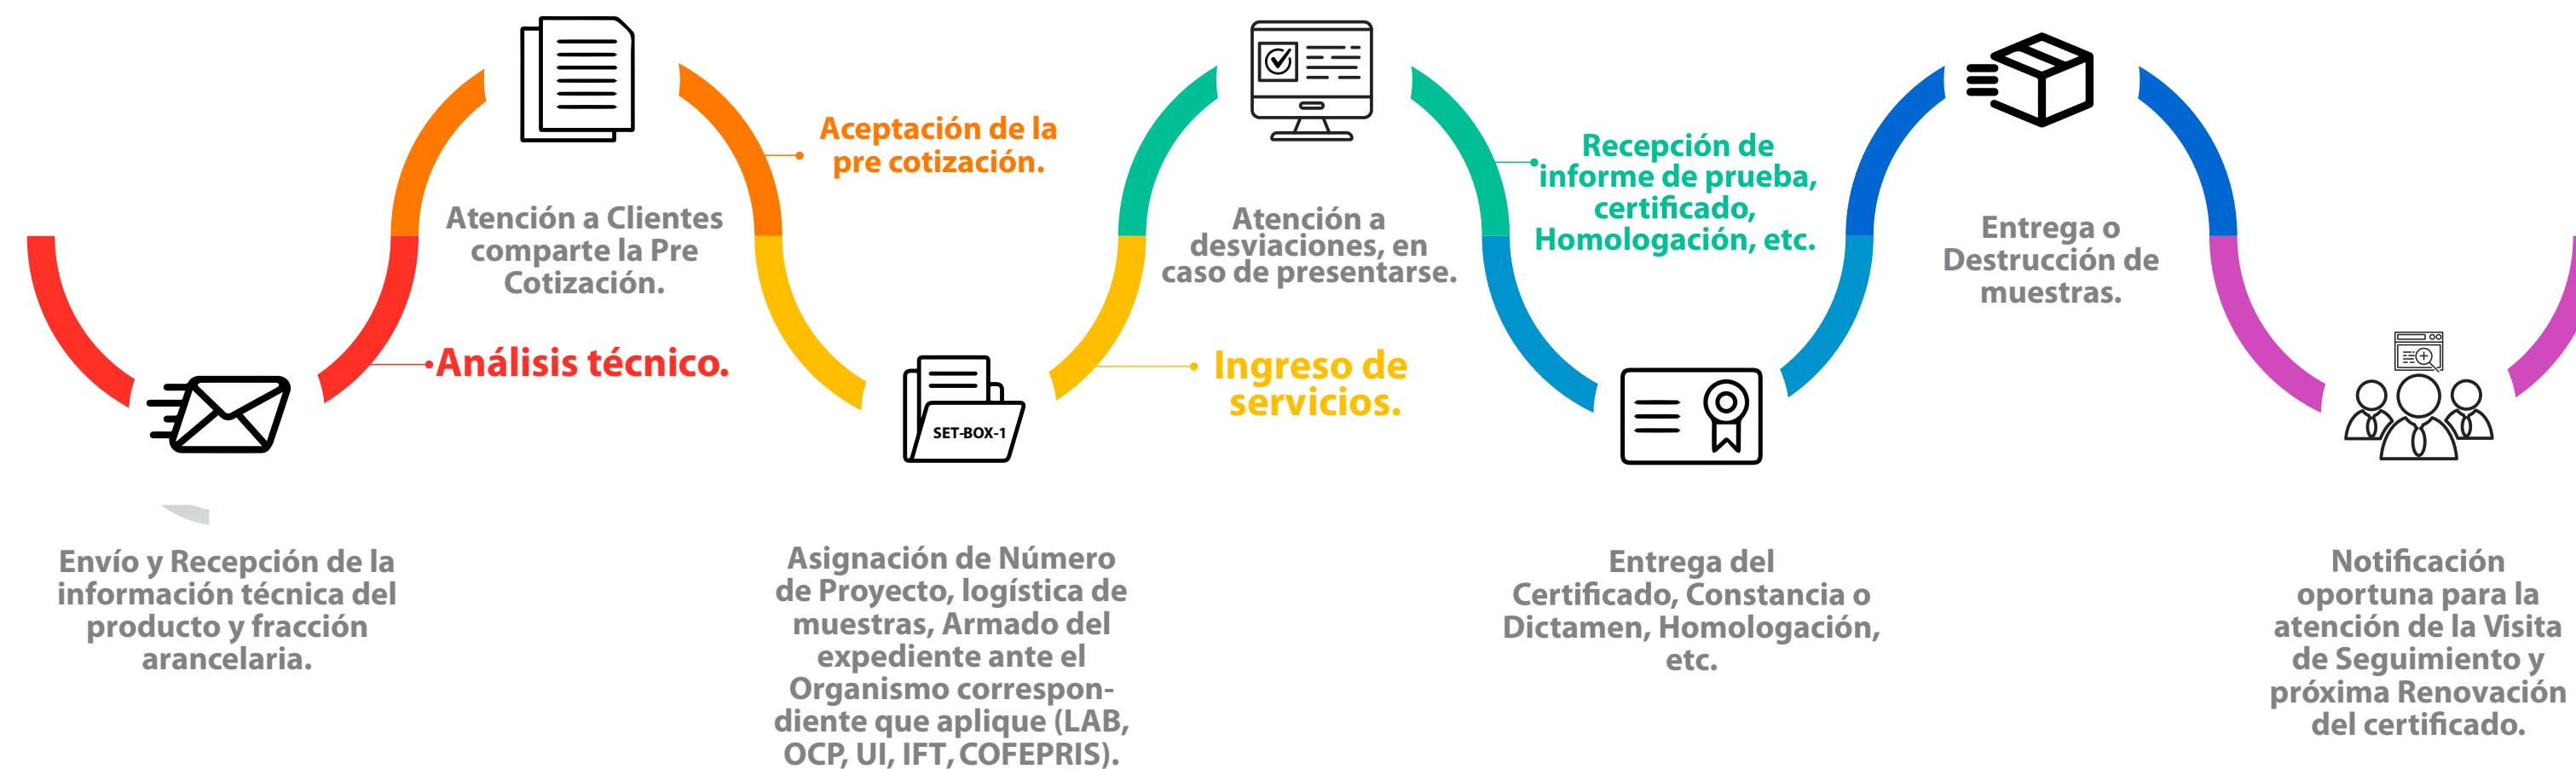 Envío y Recepción de la
información técnica del
producto y fracción
arancelaria.
Análisis técnico.
Atención a Clientes
comparte la Pre
Cotización.
Aceptación de la
pre cotización.
SET-BOX-1
Asignación de Número
de Proyecto, logística de
muestras, Armado del
expediente ante el
Organismo correspon-
diente que aplique (LAB,
OCP, UI, IFT, COFEPRIS).
Ingreso de
servicios.
Atención a
desviaciones, en
caso de presentarse.
Recepción de
informe de prueba,
certificado,
Homologación, etc.
Entrega del
Certificado, Constancia o
Dictamen, Homologación,
etc.
Entrega o
Destrucción de
muestras.
Notificación
oportuna para la
atención de la Visita
de Seguimiento y
próxima Renovación
del certificado.